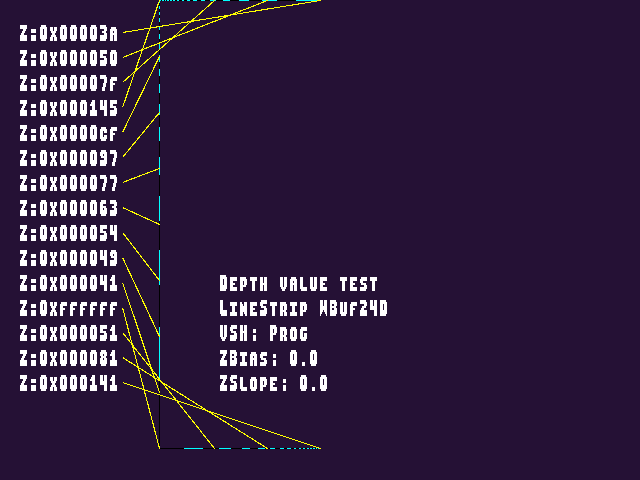 Z:0x00003A
Z:0x000050
Z:0x00007F
Z:0x000145
Z:0x0000CF
Z:0x000097
Z:0x000077
Z:0x000063
Z:0x000054
Z:0x000049
Z:0x000041
Z:0xFFFFFF
Z:0x000051
Z:0x000081
Z:0x000141
Depth value test
LineStrip WBuf24D
VSH: Prog
ZBias: 0.0
ZSlope: 0.0